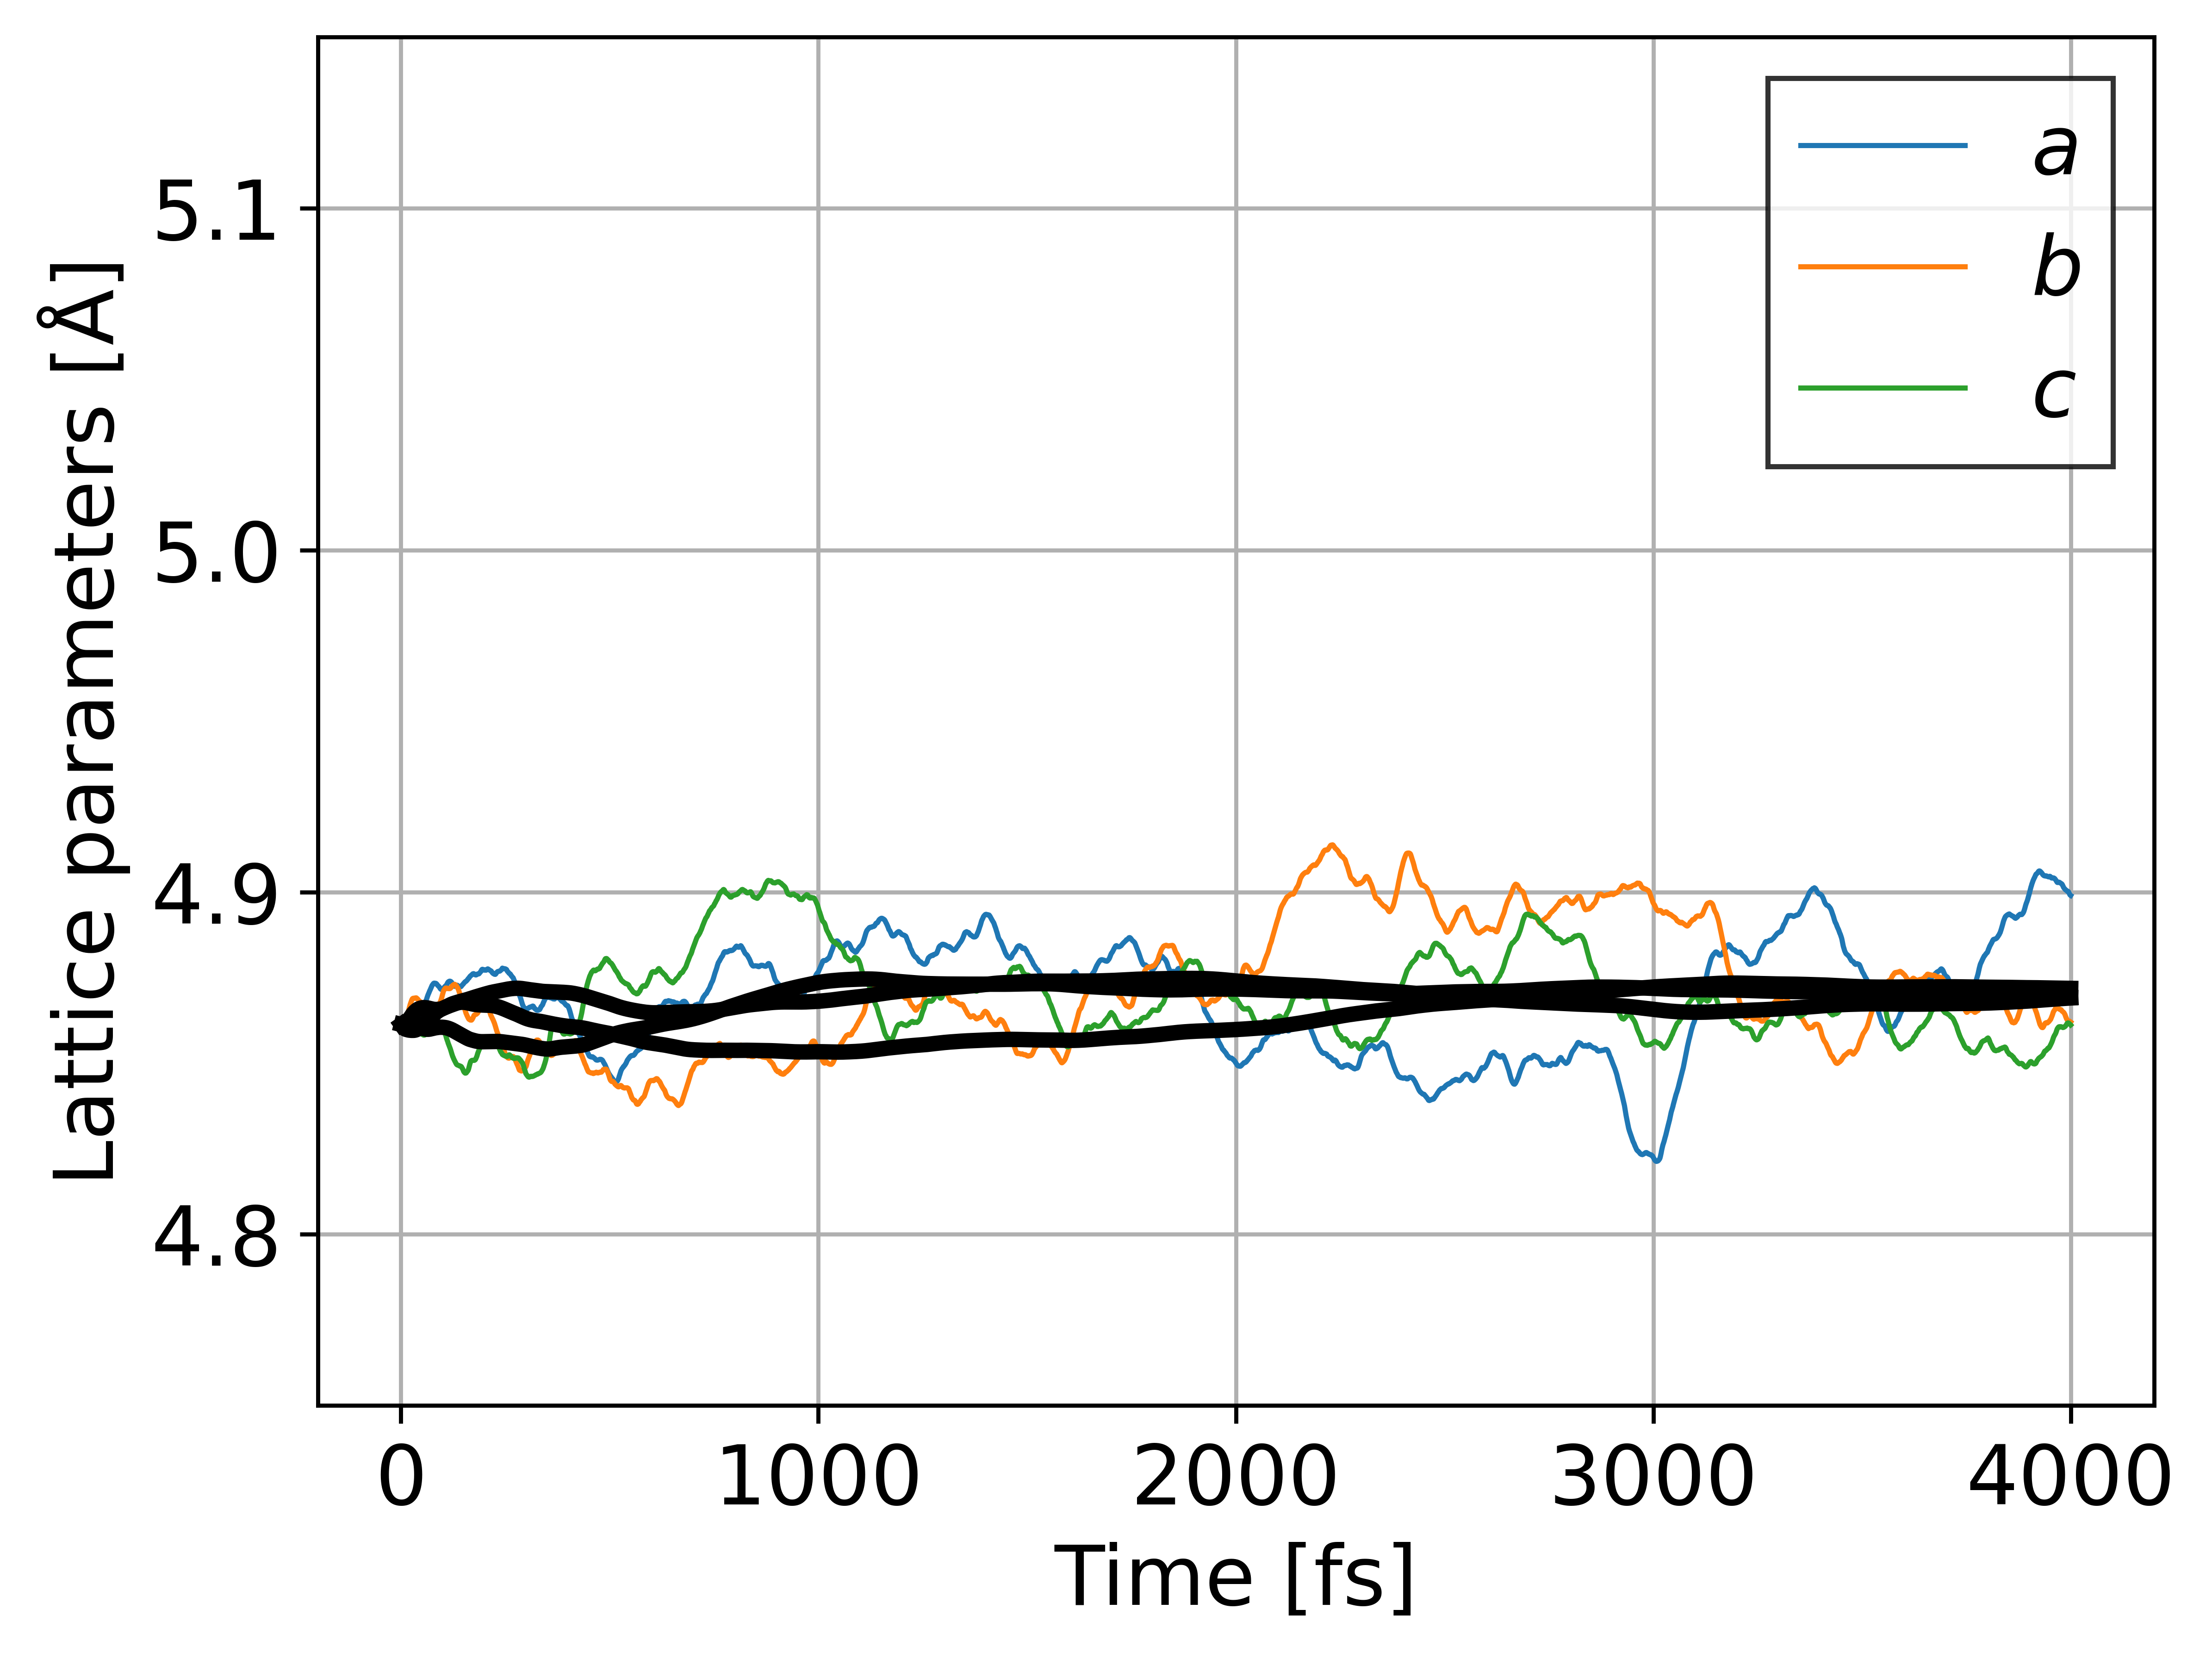 Lattice parameters [Å]
5.1
5.0
4.9
4.8
0 1000 2000 3000 4000
Time [fs]
a
b
c